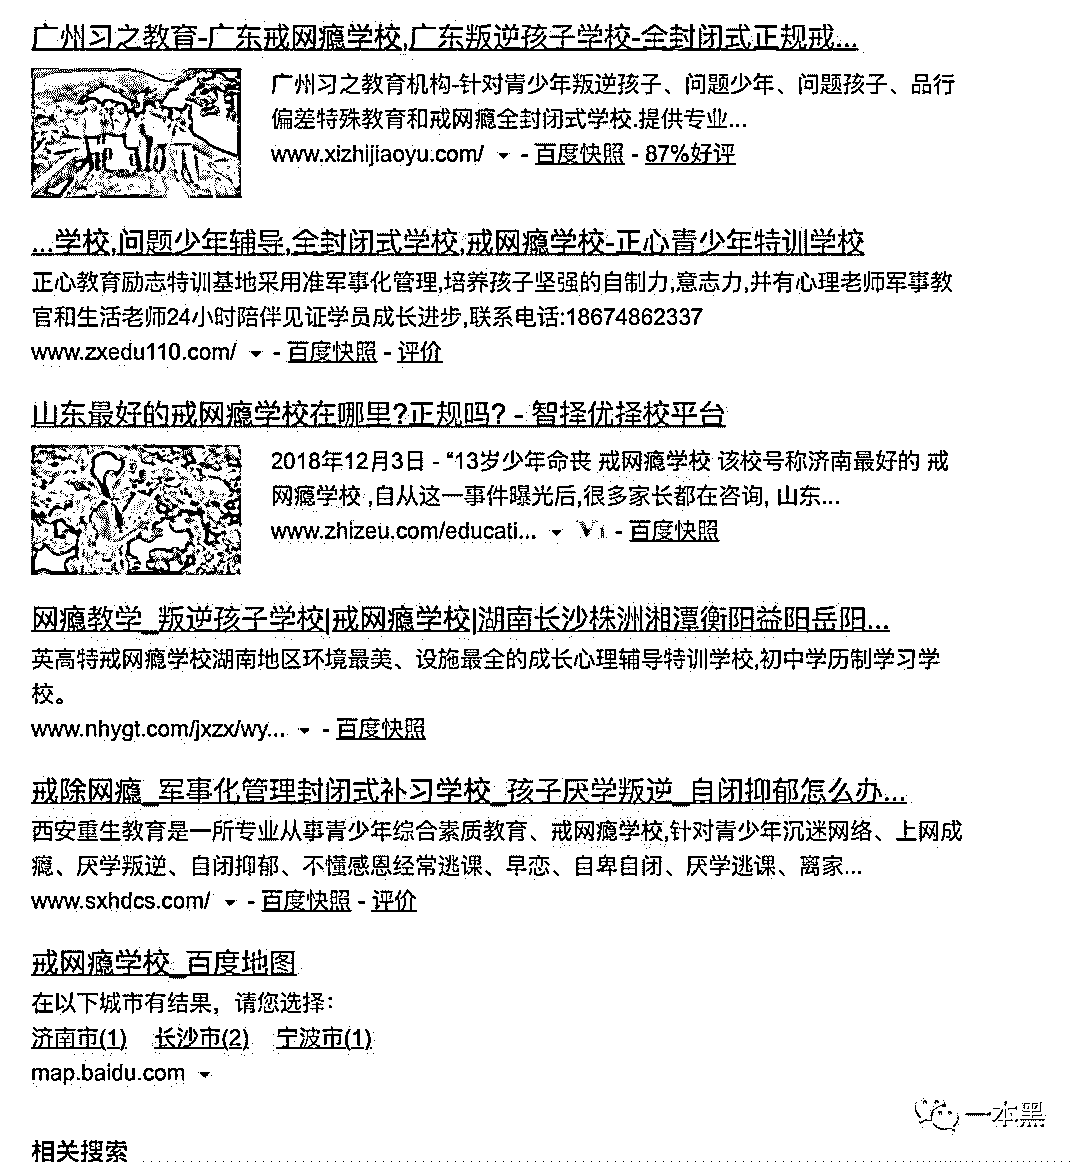 广州习之教育-广东戒网瘾学校,广东叛逆孩子学校-全封闭式正规戒...
广州习之教育机构-针对青少年叛逆孩子、问题少年、问题孩子、品行
偏差特殊教育和戒网瘾全封闭式学校.提供专业...
www.xizhijiaoyu.com/ - 百度快照 - 87%好评
...学校,问题少年辅导,全封闭式学校,戒网瘾学校-正心青少年特训学校
正心教育励志特训基地采用准军事化管理,培养孩子坚强的自制力,意志力,并有心理老师军事教
官和生活老师24小时陪伴见证学员成长进步,联系电话:18674862337
www.zxedu110.com/ - 百度快照 - 评价
山东最好的戒网瘾学校在哪里?正规吗? - 智择优择校平台
2018年12月3日 - “13岁少年命丧 戒网瘾学校 该校号称济南最好的 戒
网瘾学校 ,自从这一事件曝光后,很多家长都在咨询, 山东...
www.zhizeu.com/educati... V1 - 百度快照
网瘾教学_叛逆孩子学校|戒网瘾学校|湖南长沙株洲湘潭衡阳益阳岳阳...
英高特戒网瘾学校湖南地区环境最美、设施最全的成长心理辅导特训学校,初中学历制学习学
校。
www.nhygt.com/jxzx/wy... - 百度快照
戒除网瘾_军事化管理封闭式补习学校_孩子厌学叛逆_自闭抑郁怎么办...
西安重生教育是一所专业从事青少年综合素质教育、戒网瘾学校,针对青少年沉迷网络、上网成
瘾、厌学叛逆、自闭抑郁、不懂感恩经常逃课、早恋、自卑自闭、厌学逃课、离家...
www.sxhdcs.com/ - 百度快照 - 评价
戒网瘾学校_百度地图
在以下城市有结果，请您选择：
济南市(1) 长沙市(2) 宁波市(1)
map.baidu.com
一本黑
相关搜索